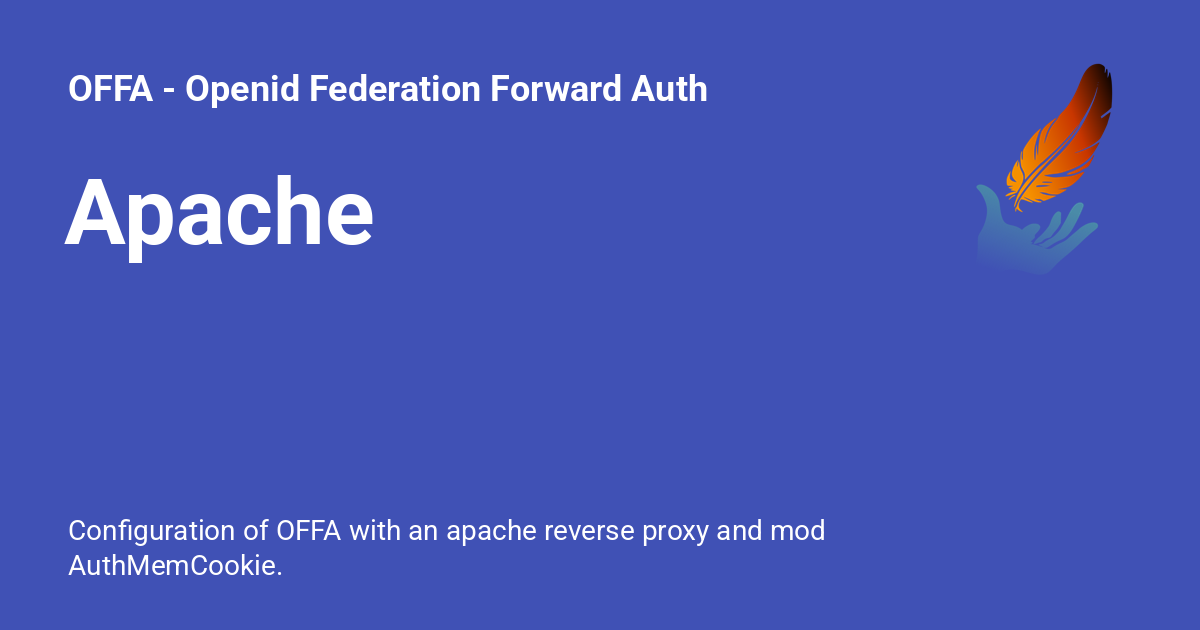 OFFA - Openid Federation Forward Auth
Apache
Configuration of OFFA with an apache reverse proxy and mod
AuthMemCookie.